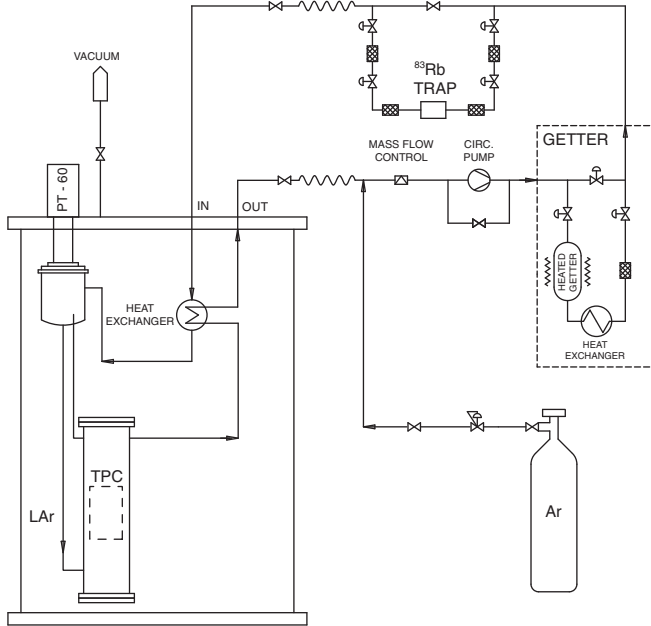 VACUUM
⁸³Rb
TRAP
MASS FLOW
CONTROL
CIRC.
PUMP
GETTER
PT - 60
IN
OUT
HEAT
EXCHANGER
HEATED
GETTER
HEAT
EXCHANGER
TPC
LAr
Ar